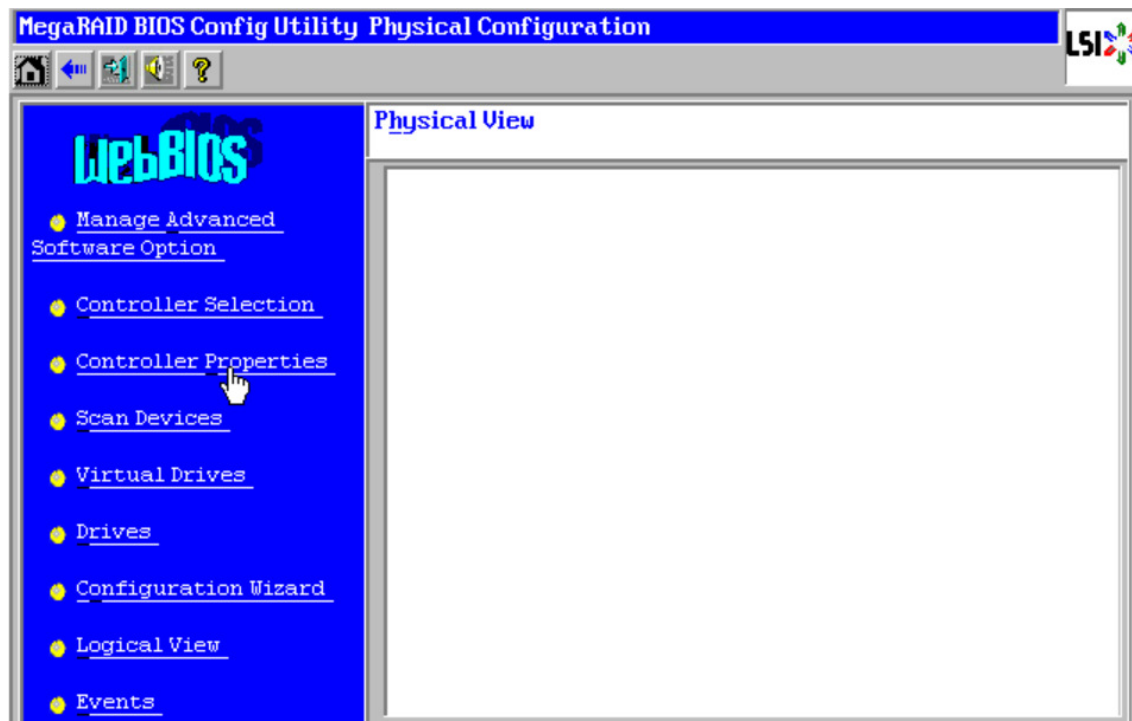 MegaRAID BIOS Config Utility Physical Configuration
LSI
?
WebBIOS
Physical View
Manage Advanced
Software Option
Controller Selection
Controller Properties
Scan Devices
Virtual Drives
Drives
Configuration Wizard
Logical View
Events